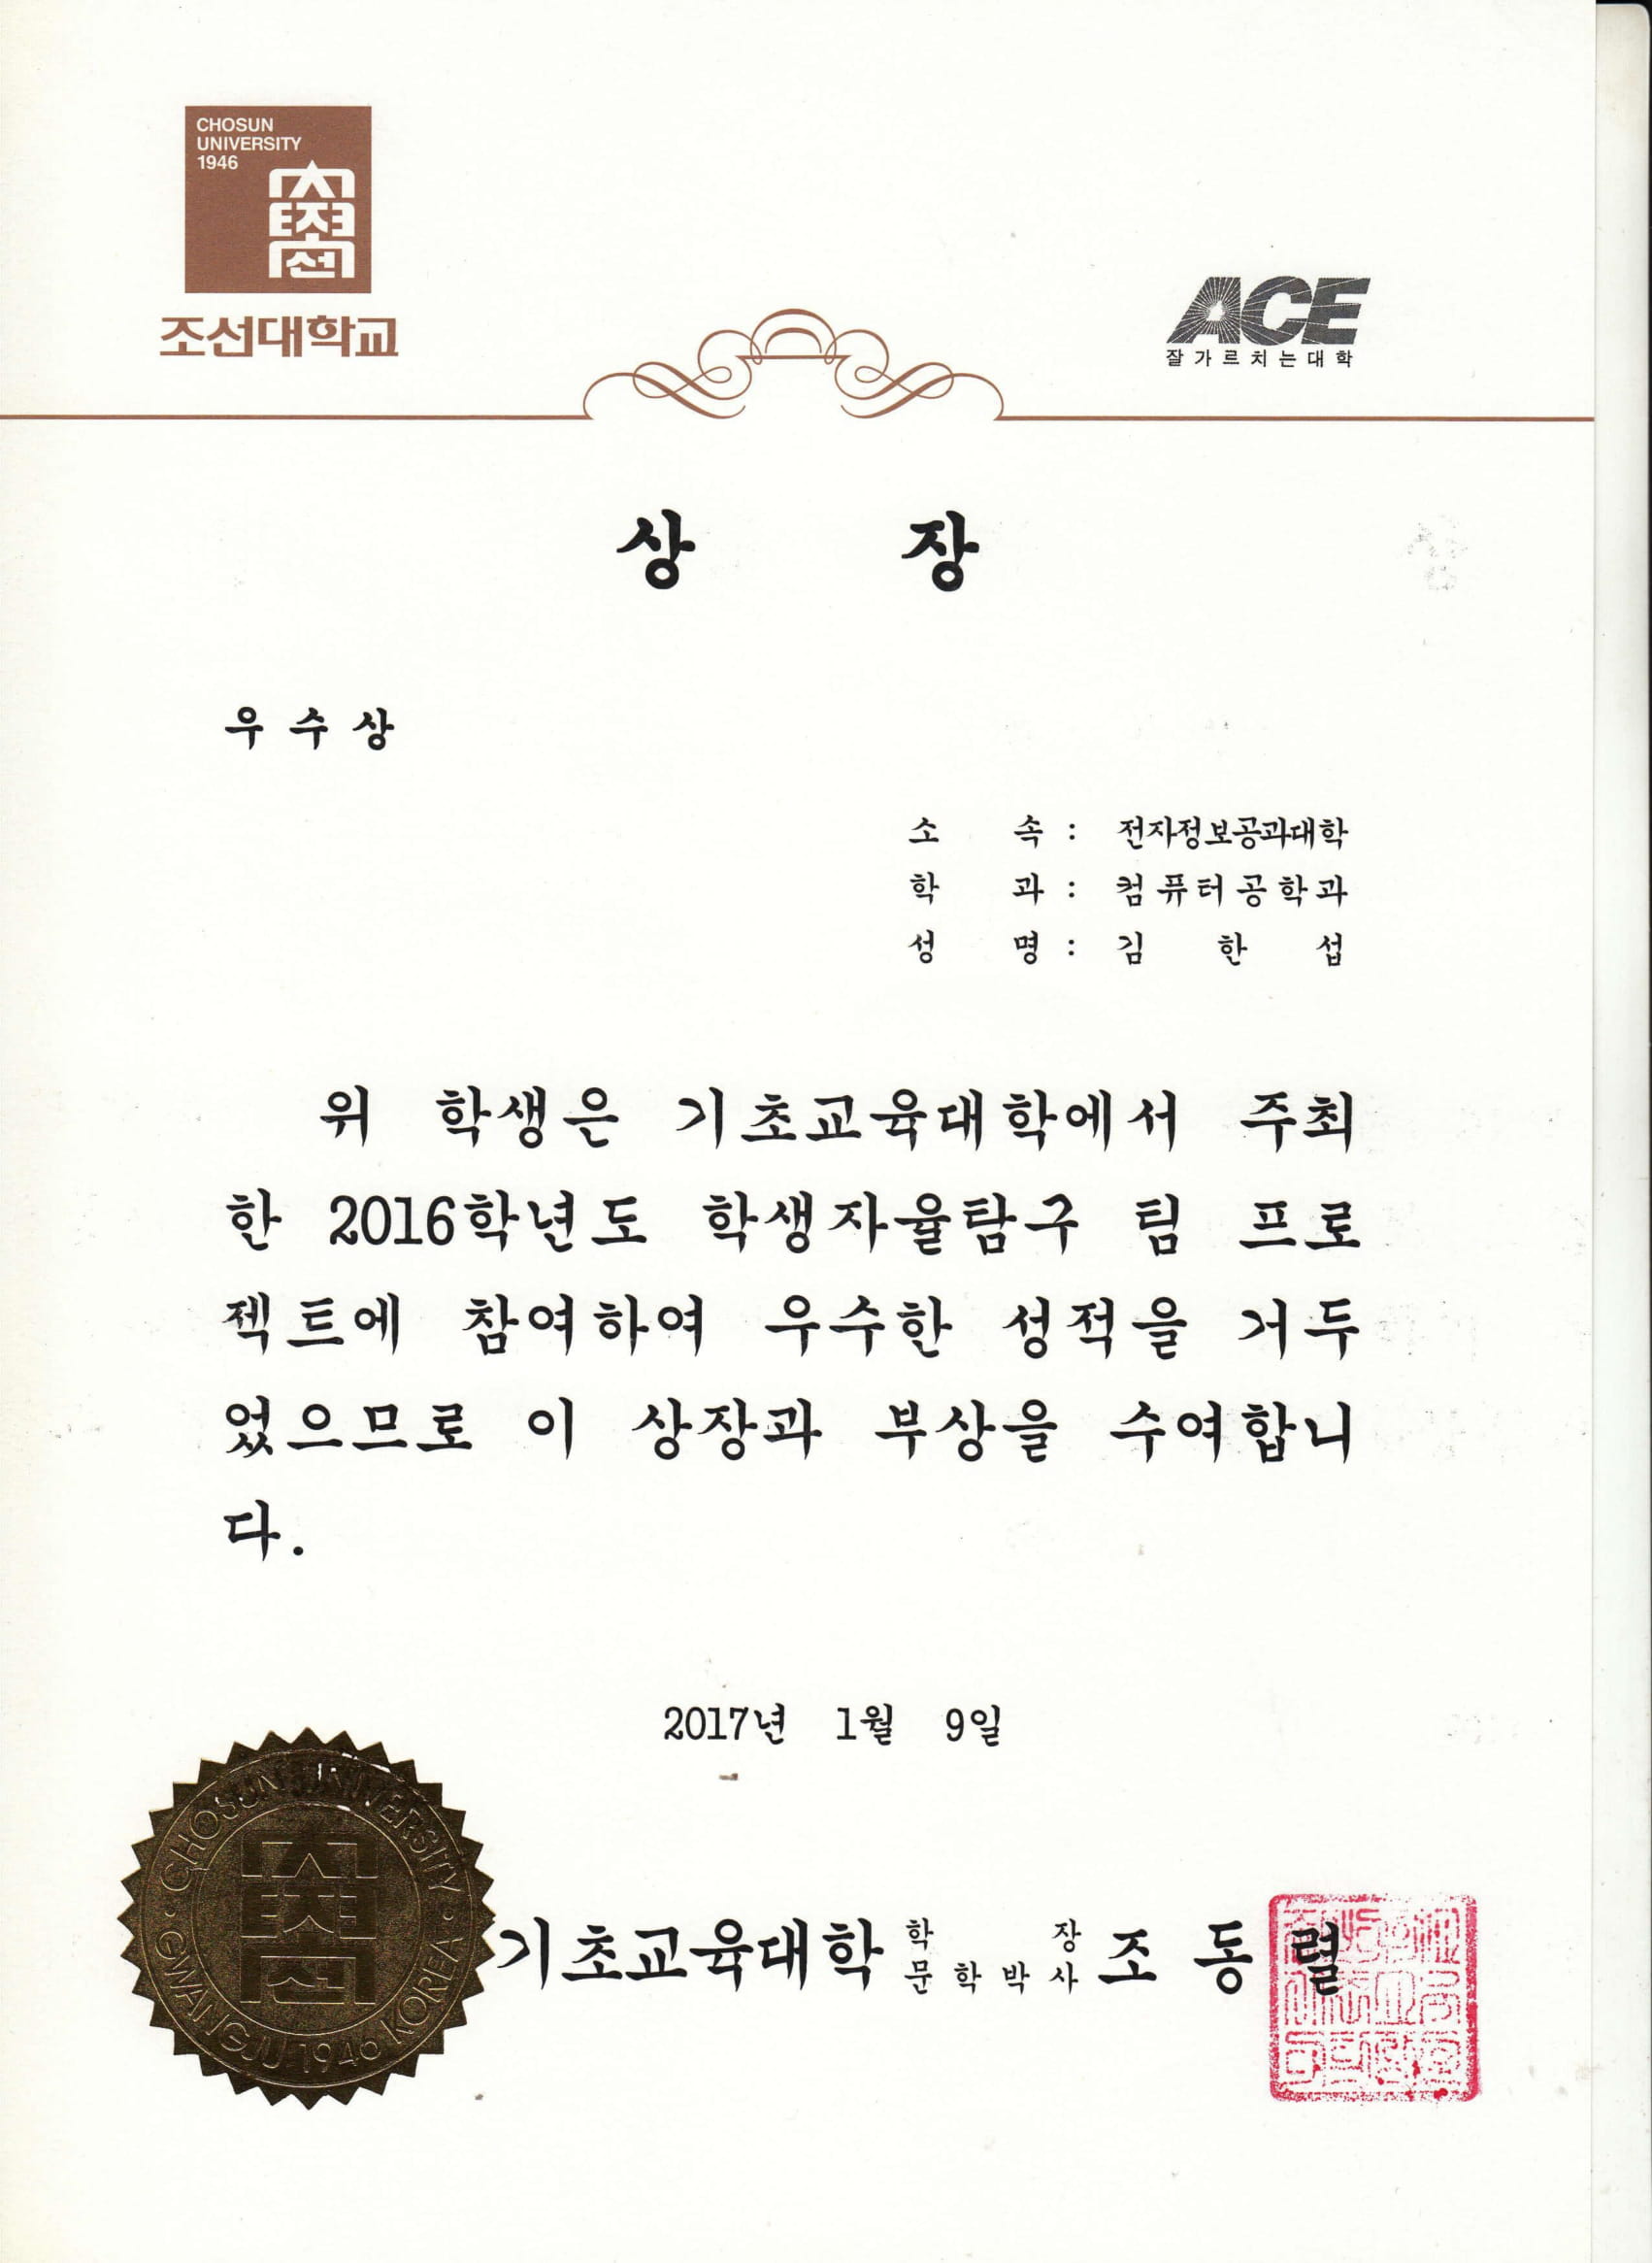 CHOSUN
UNIVERSITY
1946
조선대학교
ACE
잘가르치는대학
상 장
우수상
소 속 : 전자정보공과대학
학 과 : 컴퓨터공학과
성 명 : 김 한 섭
위 학생은 기초교육대학에서 주최
한 2016학년도 학생자율탐구 팀 프로
젝트에 참여하여 우수한 성적을 거두
었으므로 이 상장과 부상을 수여합니
다.
2017년 1월 9일
CHOSUN UNIVERSITY
GWANGJU 1946 KOREA
기초교육대학 학 장 문학박사 조 동 렬